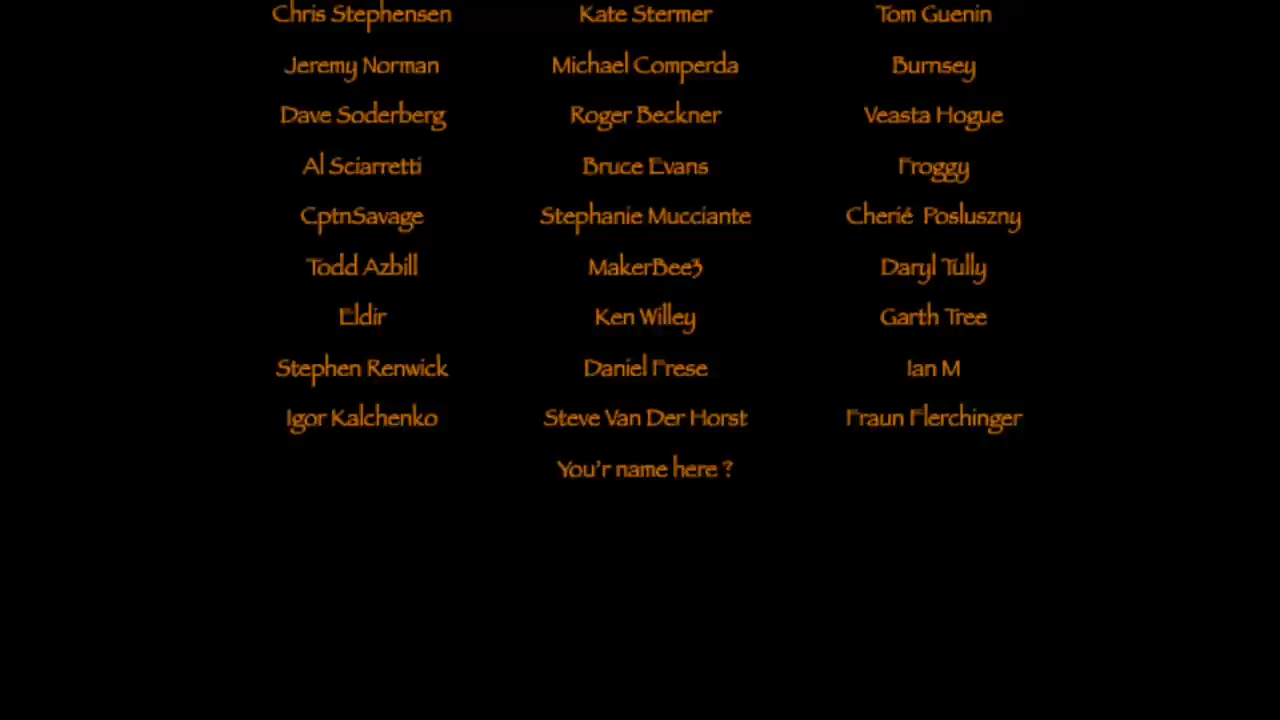 Chris Stephensen Kate Stermer Tom Guenin
Jeremy Norman Michael Comperda Burnsey
Dave Soderberg Roger Beckner Veasta Hogue
Al Sciarretti Bruce Evans Froggy
CptnSavage Stephanie Mucciante Cherié Posluszny
Todd Azbill MakerBee3 Daryl Tully
Eldir Ken Willey Garth Tree
Stephen Renwick Daniel Frese Ian M
Igor Kalchenko Steve Van Der Horst Fraun Flerchinger
You’r name here ?